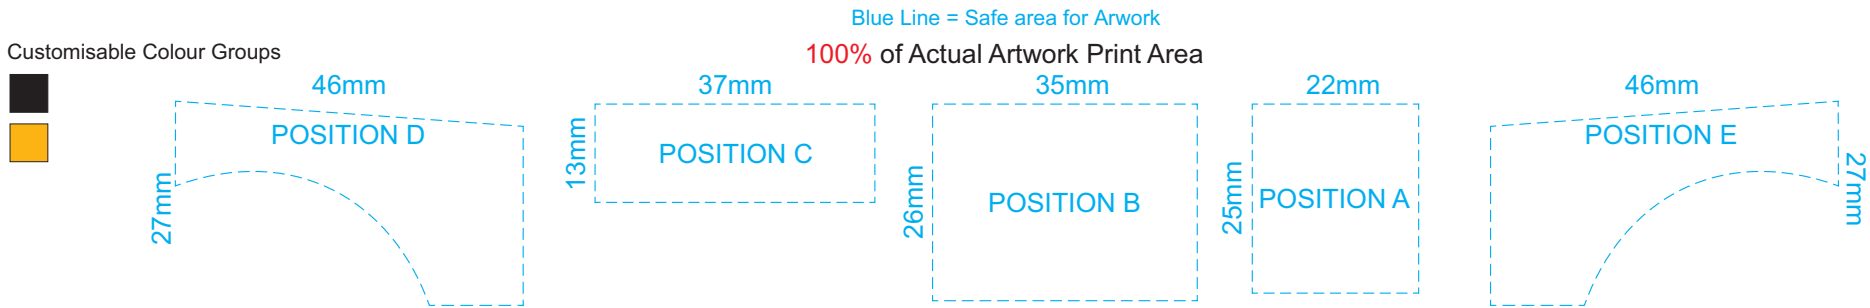 Blue Line = Safe area for Arwork
Customisable Colour Groups
100% of Actual Artwork Print Area
46mm
37mm
35mm
22mm
46mm
POSITION D
27mm
13mm
POSITION C
26mm
POSITION B
25mm
POSITION A
POSITION E
27mm